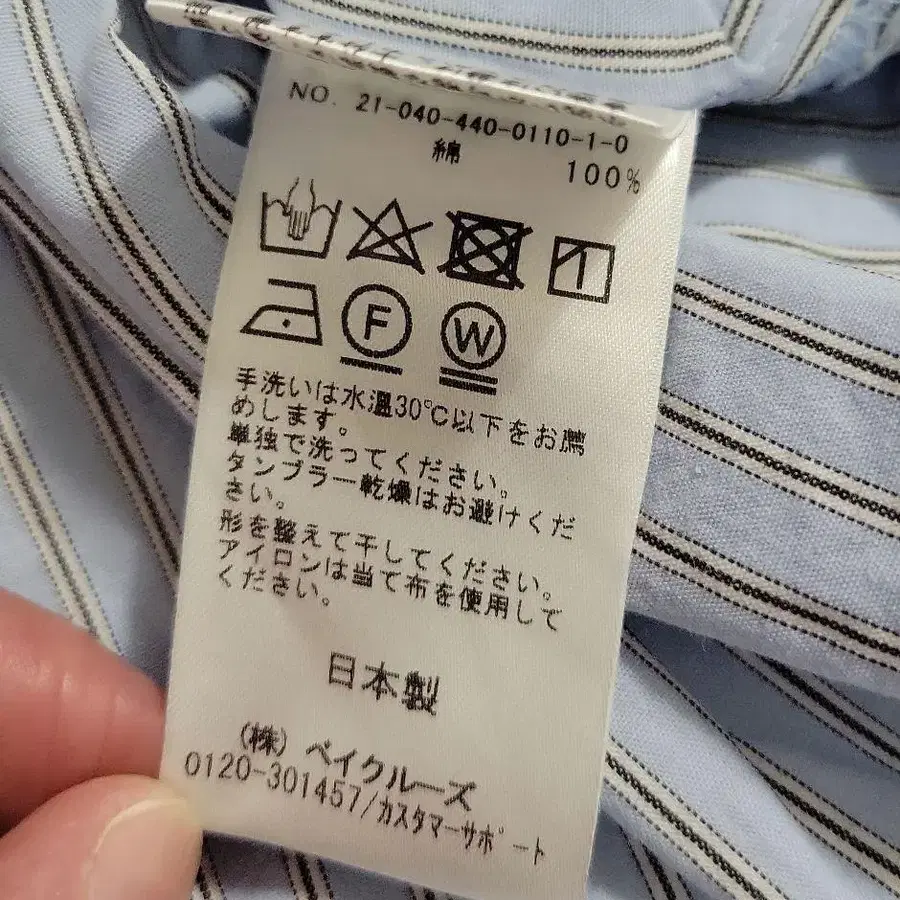 NO. 21-040-440-0110-1-0
綿 100%
F W
手洗いは水温30℃以下をお薦
めします。
単独で洗ってください。
タンブラー乾燥はお避けくだ
さい。
形を整えて干してください。
アイロンは当て布を使用して
ください。
日本製
(株) ベイクルーズ
0120-301457/カスタマーサポート